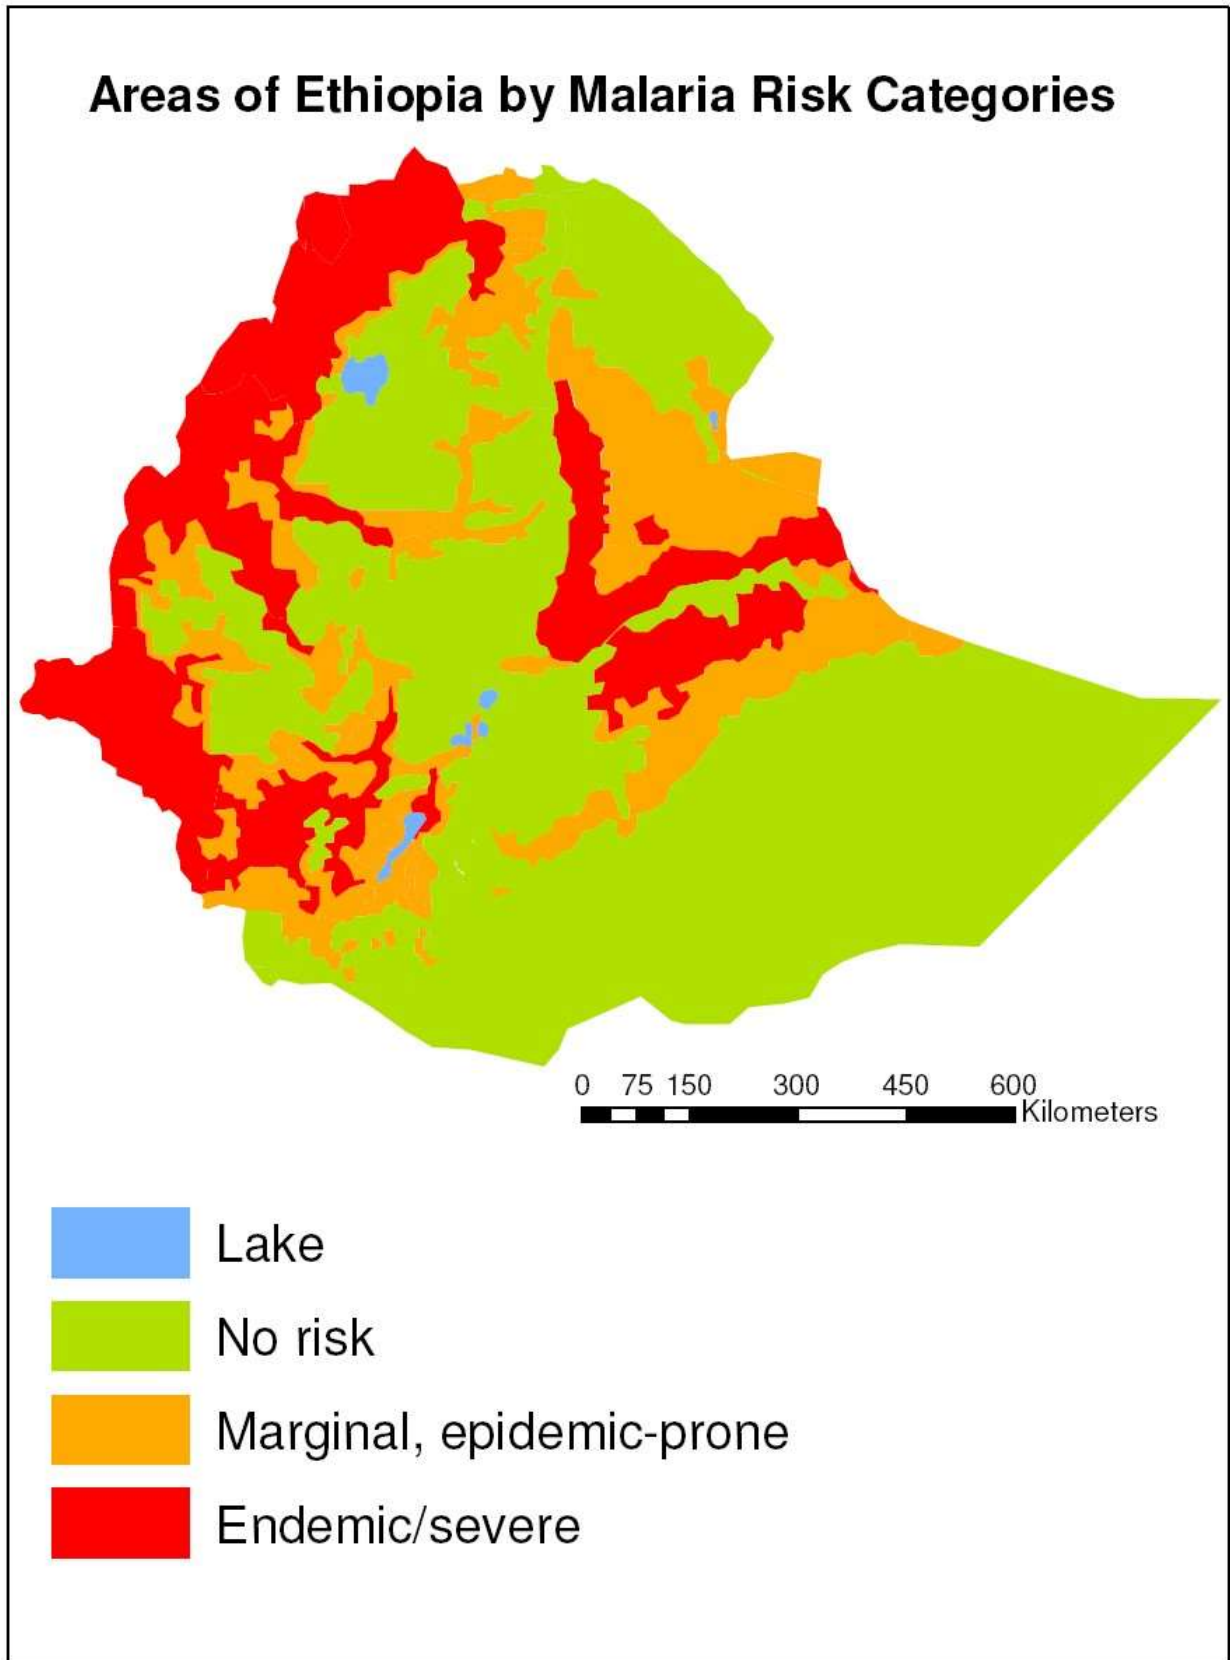 Areas of Ethiopia by Malaria Risk Categories
0 75 150 300 450 600
Kilometers
Lake
No risk
Marginal, epidemic-prone
Endemic/severe